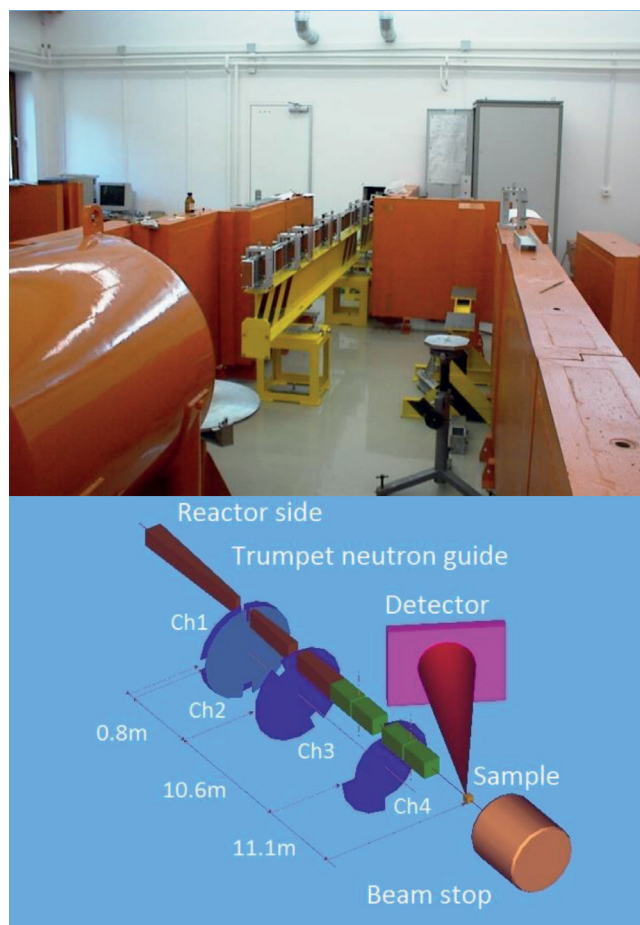 Reactor side
Trumpet neutron guide
Detector
Ch1
Ch2
Ch3
0.8m
Sample
10.6m
Ch4
11.1m
Beam stop